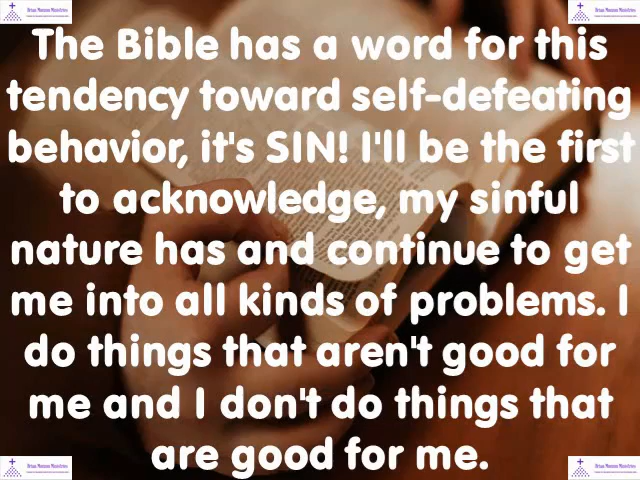 The Bible has a word for this
tendency toward self-defeating
behavior, it's SIN! I'll be the first
to acknowledge, my sinful
nature has and continue to get
me into all kinds of problems. I
do things that aren't good for
me and I don't do things that
are good for me.